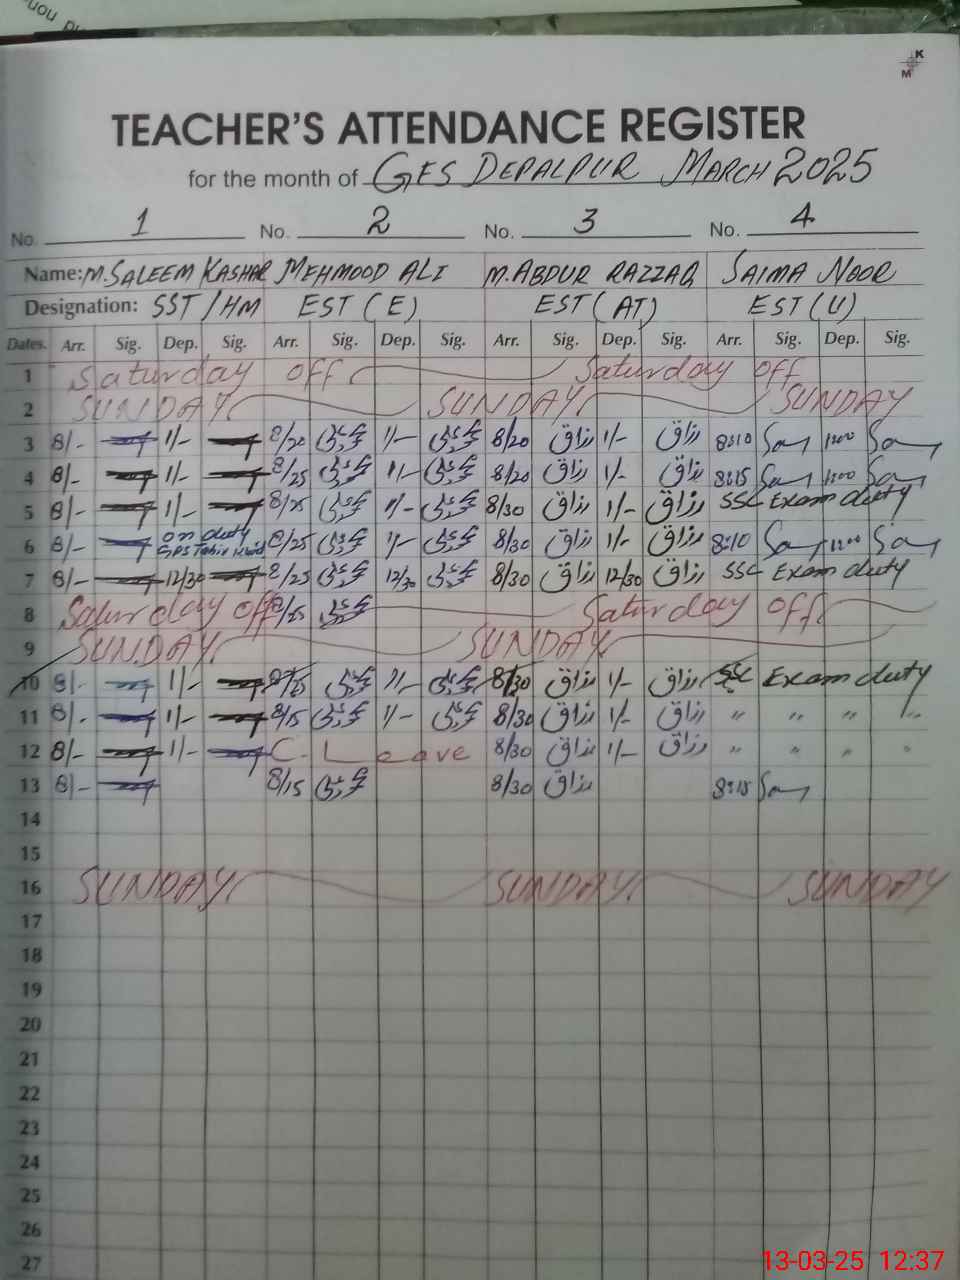 K
M
TEACHER'S ATTENDANCE REGISTER
for the month of GES DEPALPUR MARCH 2025
No. 1 No. 2 No. 3 No. 4
Name: M. SALEEM KASHAR MEHMOOD ALI M. ABDUR RAZZAQ SAIMA NOOR
Designation: SST/HM EST (E) EST (AT) EST (U)
Dates. Arr. Sig. Dep. Sig. Arr. Sig. Dep. Sig. Arr. Sig. Dep. Sig. Arr. Sig. Dep. Sig.
1 Saturday off Saturday off
2 SUNDAY SUNDAY SUNDAY
3 8/- 1/- 8/20 1/- 8/20 رزاق 1/- رزاق 8:10 1:00
4 8/- 1/- 8/25 1/- 8/20 رزاق 1/- رزاق 8:15 1:00
5 8/- 1/- 8/25 1/- 8/30 رزاق 1/- رزاق SSC Exam duty
6 8/- on duty GPS 8/25 1/- 8/30 رزاق 1/- رزاق 8:10 1:00
7 8/- 12/30 8/25 12/30 8/30 رزاق 12/30 رزاق SSC Exam duty
8 Saturday off 8/25 Saturday off
9 SUNDAY SUNDAY
10 8/- 1/- 8/25 1/- 8/30 رزاق 1/- رزاق SSC Exam duty
11 8/- 1/- 8/15 1/- 8/30 رزاق 1/- رزاق " " " "
12 8/- 1/- C. Leave 8/30 رزاق 1/- رزاق " " " "
13 8/- 8/15 8/30 رزاق 8:15
14
15
16 SUNDAY SUNDAY SUNDAY
17
18
19
20
21
22
23
24
25
26
27
13-03-25 12:37